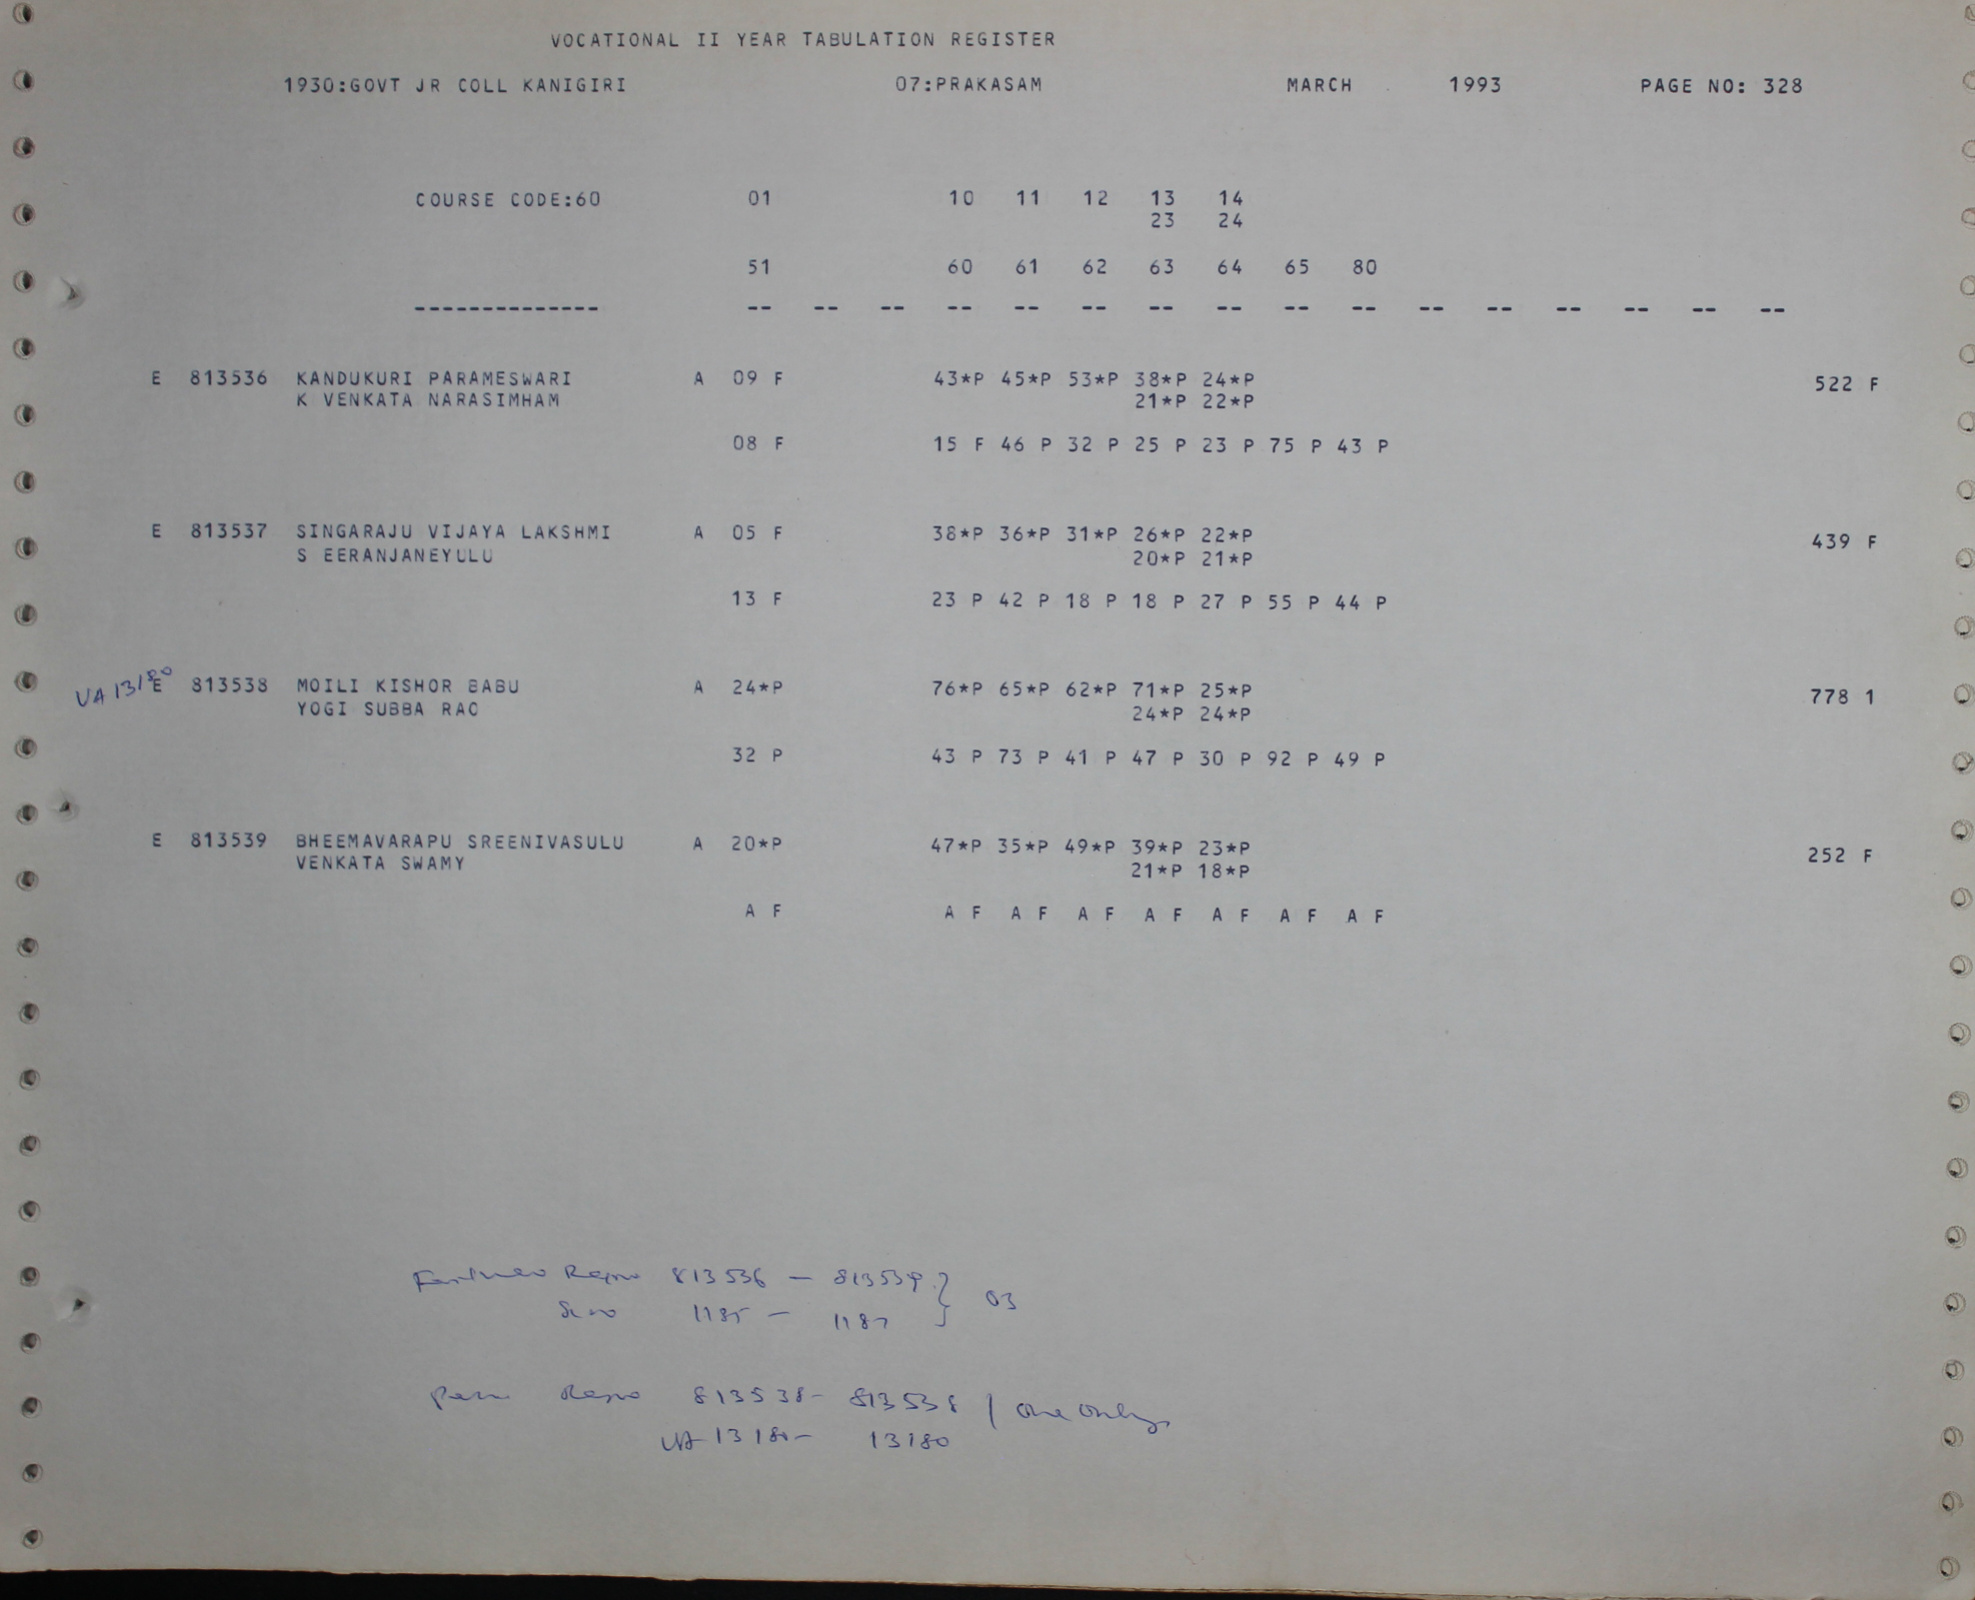 VOCATIONAL II YEAR TABULATION REGISTER
1930:GOVT JR COLL KANIGIRI 07:PRAKASAM MARCH 1993 PAGE NO: 328
COURSE CODE:60 01 10 11 12 13 14
23 24
51 60 61 62 63 64 65 80
-------------- -- -- -- -- -- -- -- -- -- -- -- -- -- -- -- --
E 813536 KANDUKURI PARAMESWARI A 09 F 43*P 45*P 53*P 38*P 24*P 522 F
K VENKATA NARASIMHAM 21*P 22*P
08 F 15 F 46 P 32 P 25 P 23 P 75 P 43 P
E 813537 SINGARAJU VIJAYA LAKSHMI A 05 F 38*P 36*P 31*P 26*P 22*P 439 F
S EERANJANEYULU 20*P 21*P
13 F 23 P 42 P 18 P 18 P 27 P 55 P 44 P
VA 13180 E 813538 MOILI KISHOR BABU A 24*P 76*P 65*P 62*P 71*P 25*P 778 1
YOGI SUBBA RAO 24*P 24*P
32 P 43 P 73 P 41 P 47 P 30 P 92 P 49 P
E 813539 BHEEMAVARAPU SREENIVASULU A 20*P 47*P 35*P 49*P 39*P 23*P 252 F
VENKATA SWAMY 21*P 18*P
A F A F A F A F A F A F A F A F
813536 - 813539 } 03
1185 - 1187
813538- 813538 / one only
VA 13180- 13180